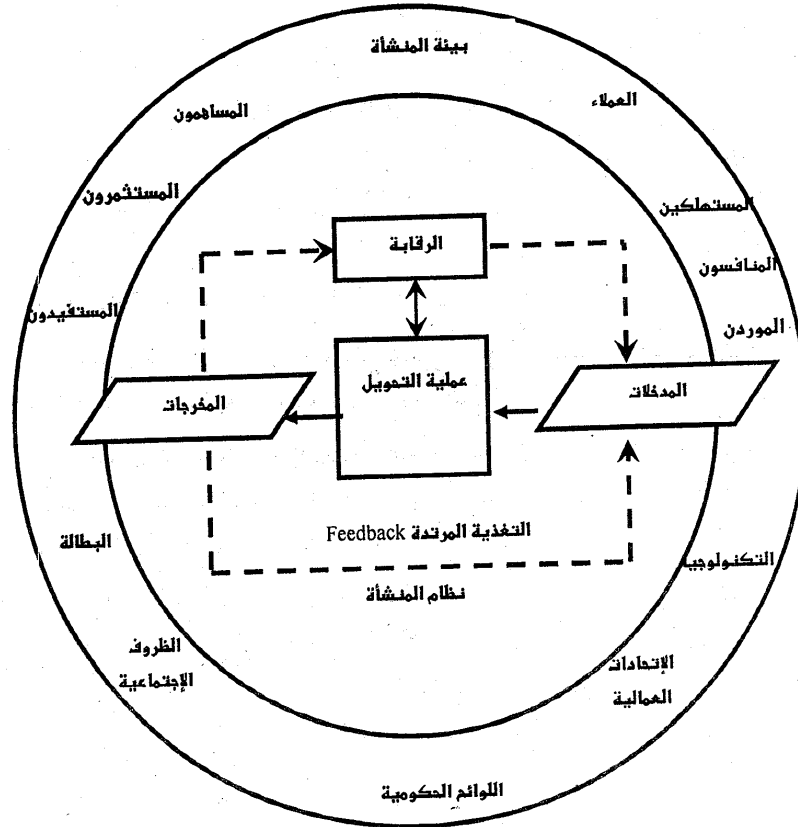 بيئة المنشأة
العملاء
المساهمون
المستثمرون
المستهلكين
الرقابة
المنافسون
المستفيدون
الموردن
المدخلات
عملية التحويل
المخرجات
التغذية المرتدة Feedback
نظام المنشأة
البطالة
التكنولوجيا
الظروف
الإجتماعية
الإتحادات
العمالية
اللوائح الحكومية